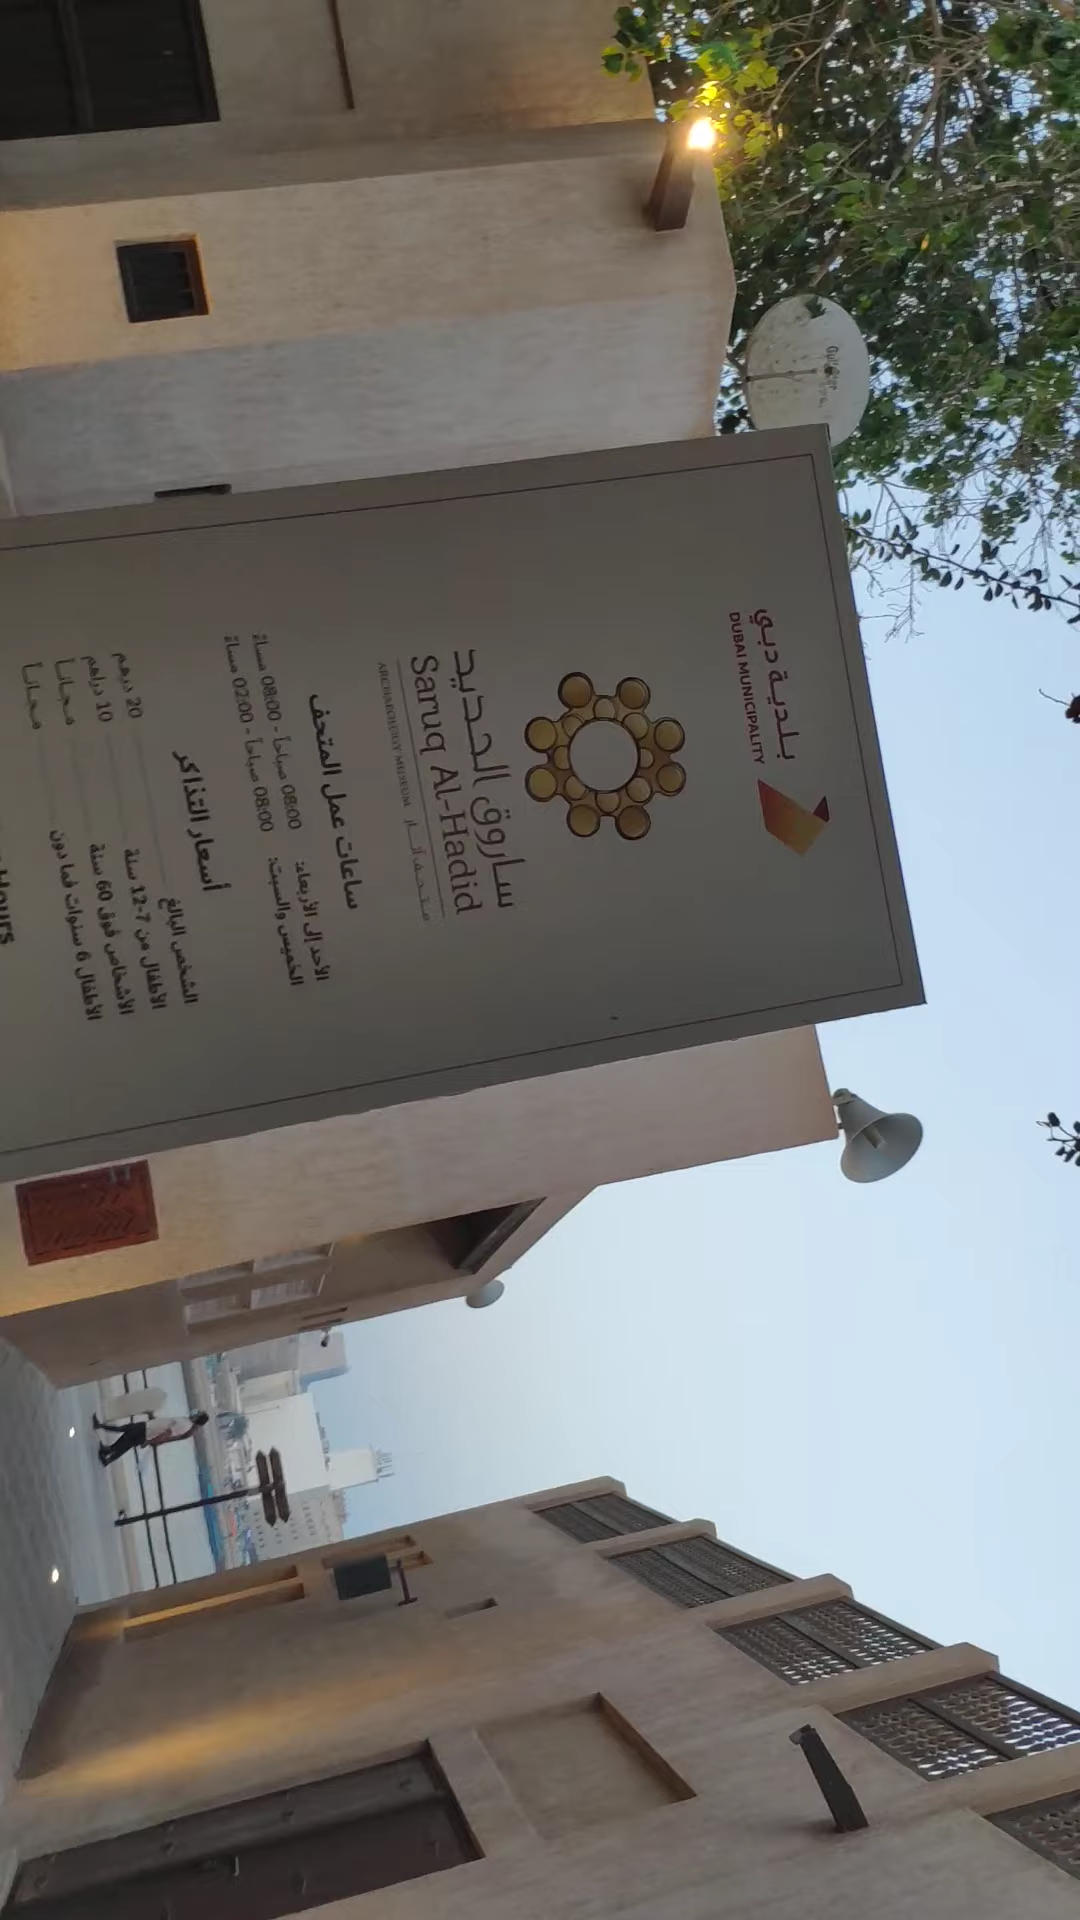 بلدية دبي
DUBAI MUNICIPALITY
ساروق الحديد
Saruq Al-Hadid
ARCHAEOLOGY MUSEUM متحف آثار
ساعات عمل المتحف
الأحد إلى الأربعاء: 08:00 صباحاً - 08:00 مساءً
الخميس والسبت: 08:00 صباحاً - 02:00 مساءً
أسعار التذاكر
الشخص البالغ 20 درهم
الأطفال من 7-12 سنة 10 دراهم
الأشخاص فوق 60 سنة مجاناً
الأطفال 6 سنوات فما دون مجاناً
Hours